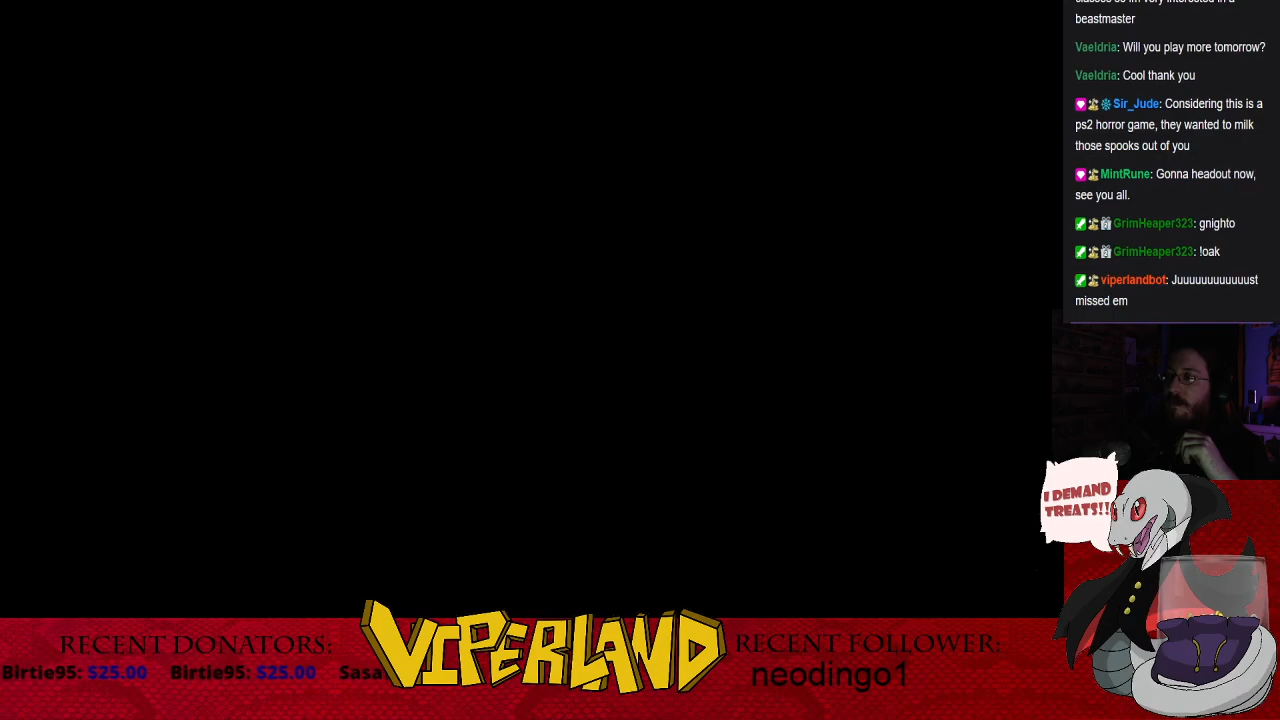 beastmaster
Vaeldria: Will you play more tomorrow?
Vaeldria: Cool thank you
Sir_Jude: Considering this is a
ps2 horror game, they wanted to milk
those spooks out of you
MintRune: Gonna headout now,
see you all.
GrimHeaper323: gnighto
GrimHeaper323: !oak
viperlandbot: Juuuuuuuuuuuust
missed em
I DEMAND
TREATS!!
RECENT DONATORS:
Birtie95: $25.00 Birtie95: $25.00 Sasa
VIPERLAND
RECENT FOLLOWER:
neodingo1